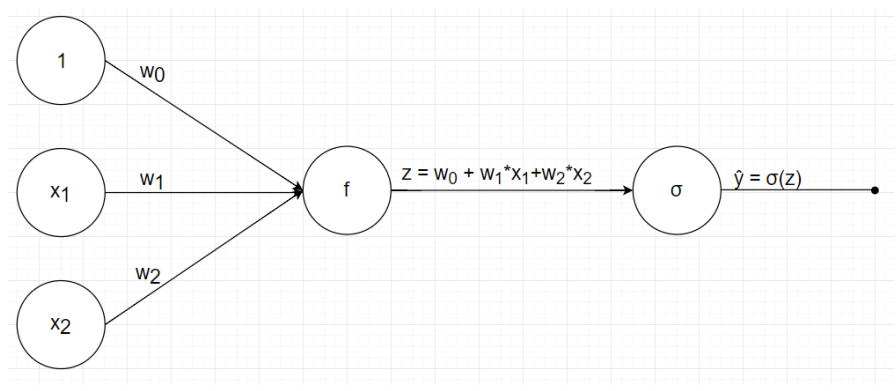 1
w₀
x₁
w₁
x₂
w₂
f
z = w₀ + w₁*x₁+w₂*x₂
σ
ŷ = σ(z)